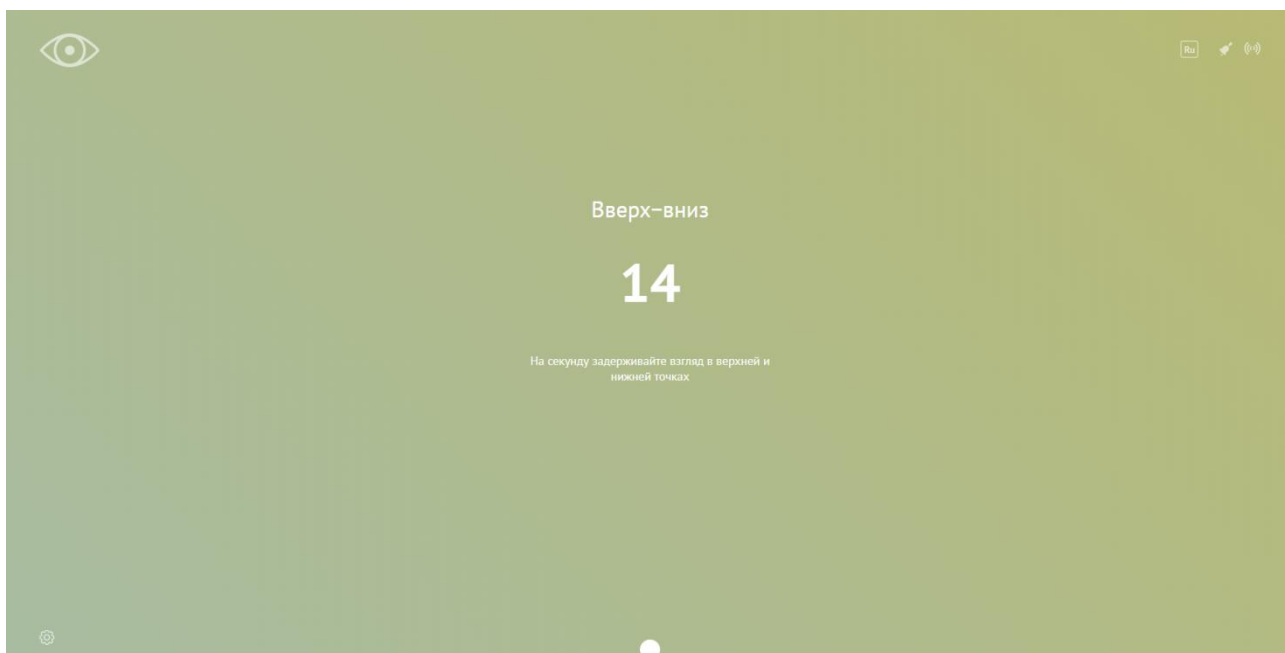 Ru
Вверх–вниз
14
На секунду задерживайте взгляд в верхней и
нижней точках